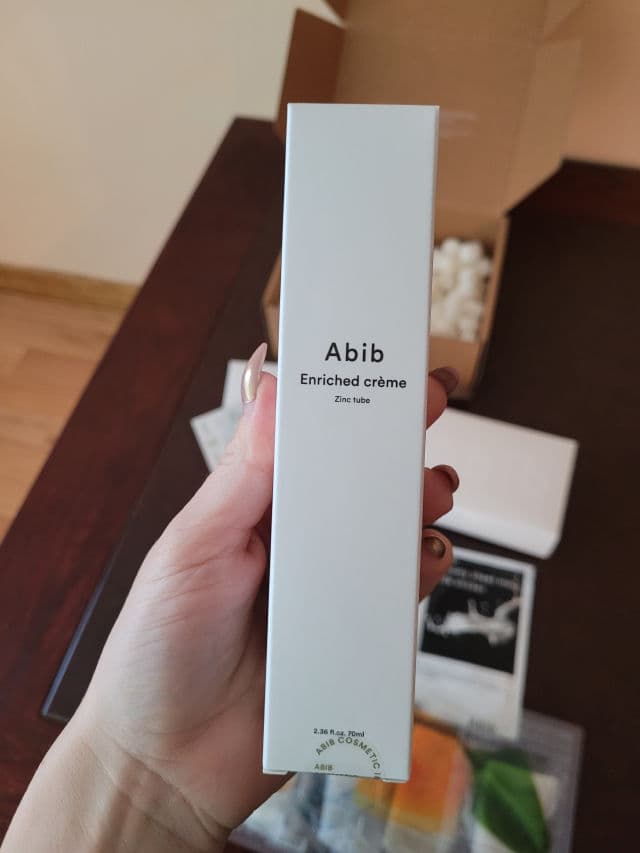 Abib
Enriched crème
Zinc tube
2.36 fl.oz. 70ml
ABIB COSMETIC
ABIB